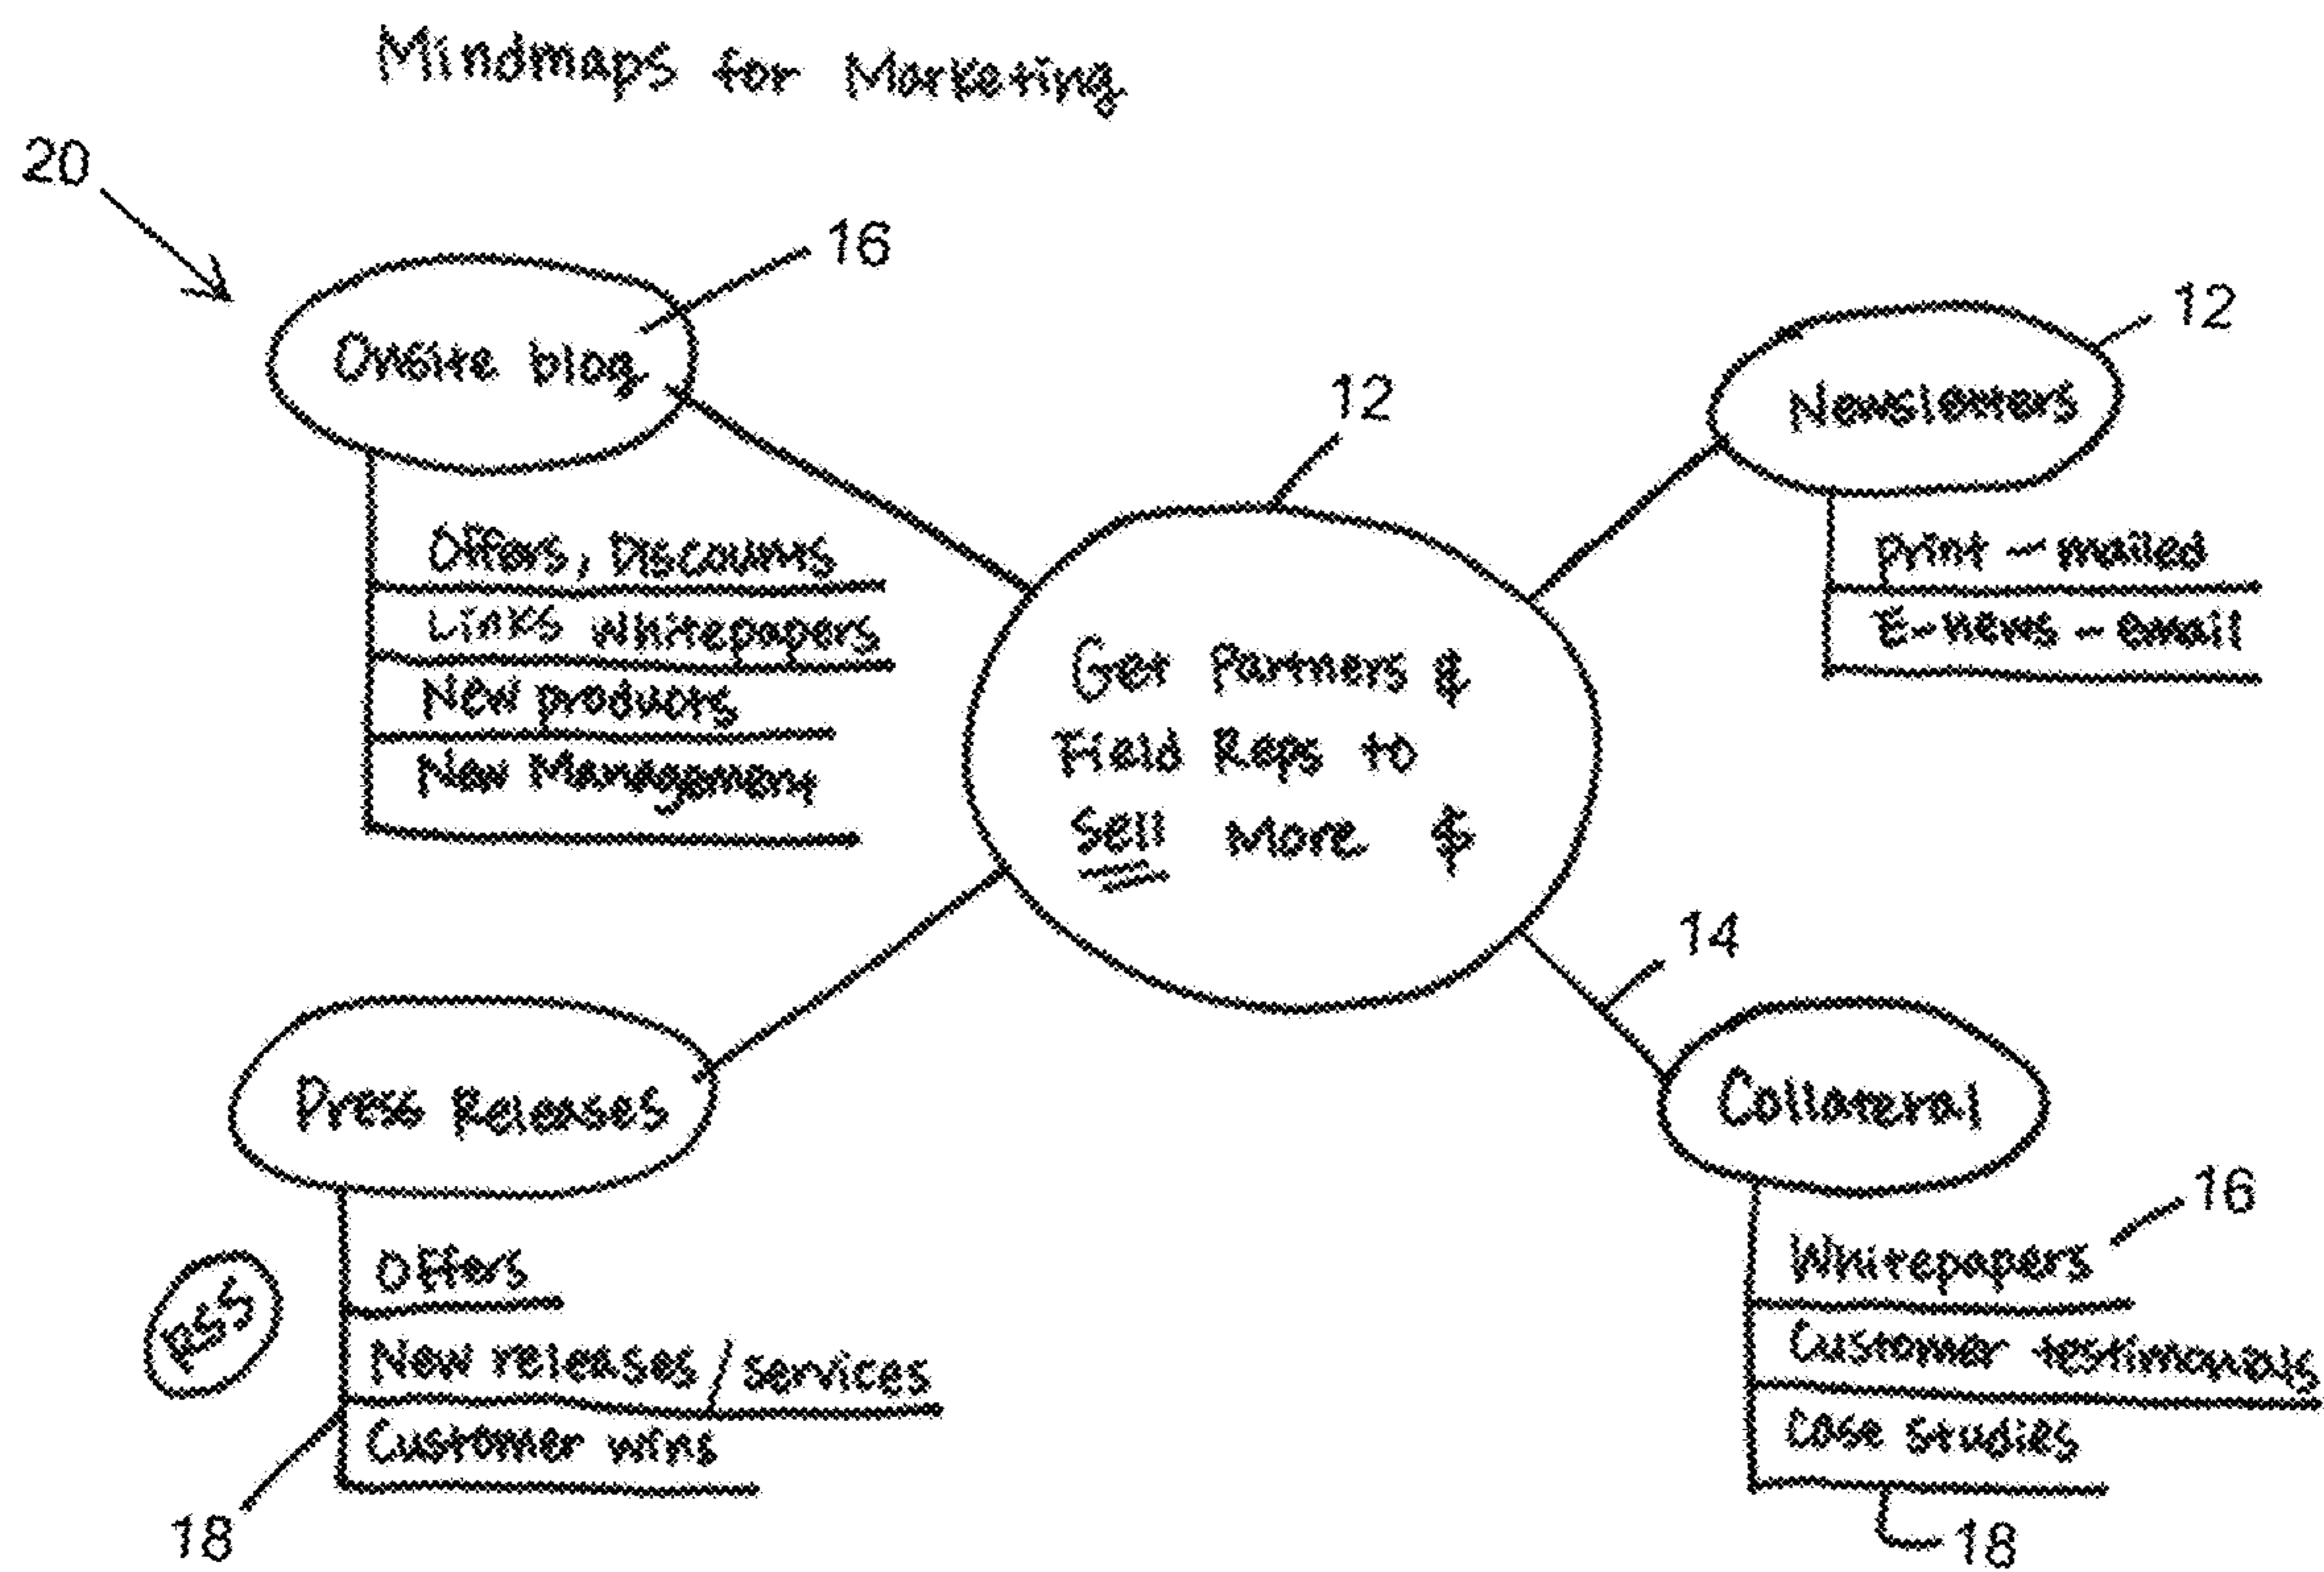 Mindmaps for Marketing
20
16
Onsite blog
Offers, Discounts
Links whitepapers
New products
New Management
12
Newsletters
print - mailed
E-news - email
12
Get Partners &
Field Reps to
Sell More $
14
Press Releases
Offers
New releases / services
Customer wins
RSS
18
Collateral
16
Whitepapers
Customer testimonials
Case studies
18